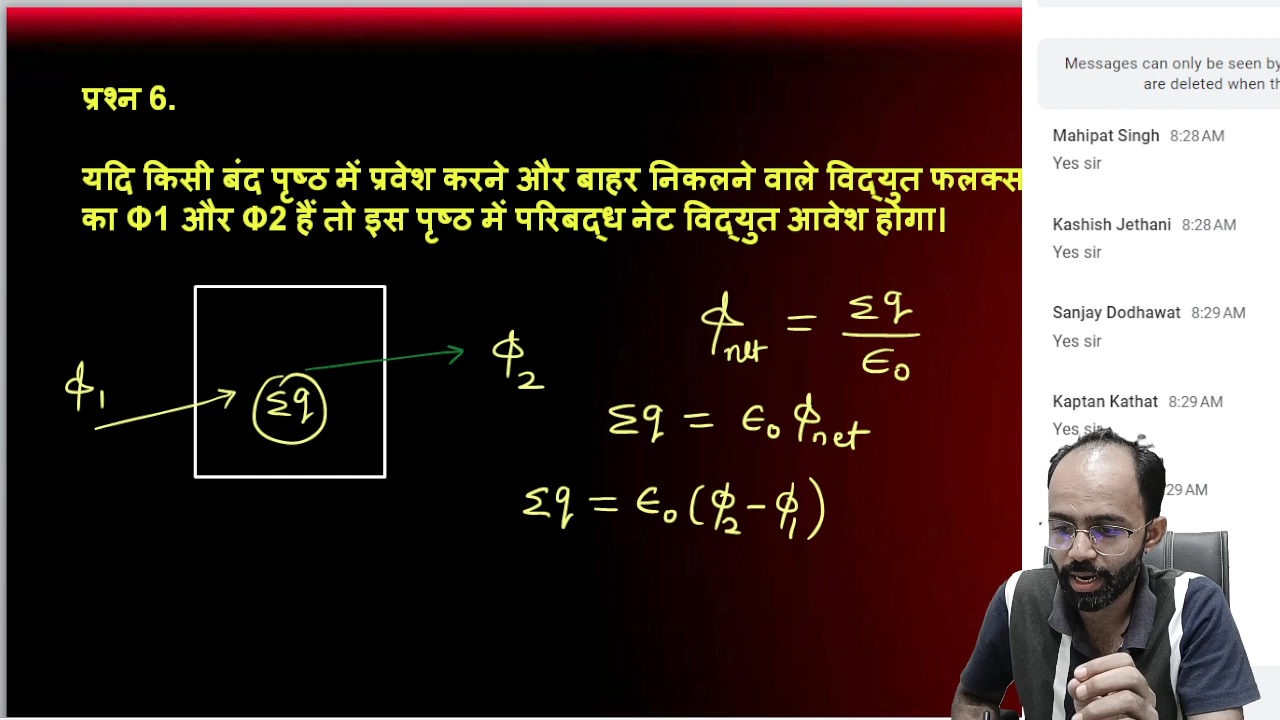 प्रश्न 6.
यदि किसी बंद पृष्ठ में प्रवेश करने और बाहर निकलने वाले विद्युत फलक्स
का Φ1 और Φ2 हैं तो इस पृष्ठ में परिबद्ध नेट विद्युत आवेश होगा।
ϕ₁
Σq
ϕ₂
ϕnet = Σq/ϵ₀
Σq = ϵ₀ ϕnet
Σq = ϵ₀(ϕ₂ - ϕ₁)
Messages can only be seen by
are deleted when th
Mahipat Singh 8:28 AM
Yes sir
Kashish Jethani 8:28 AM
Yes sir
Sanjay Dodhawat 8:29 AM
Yes sir
Kaptan Kathat 8:29 AM
Yes sir
29 AM